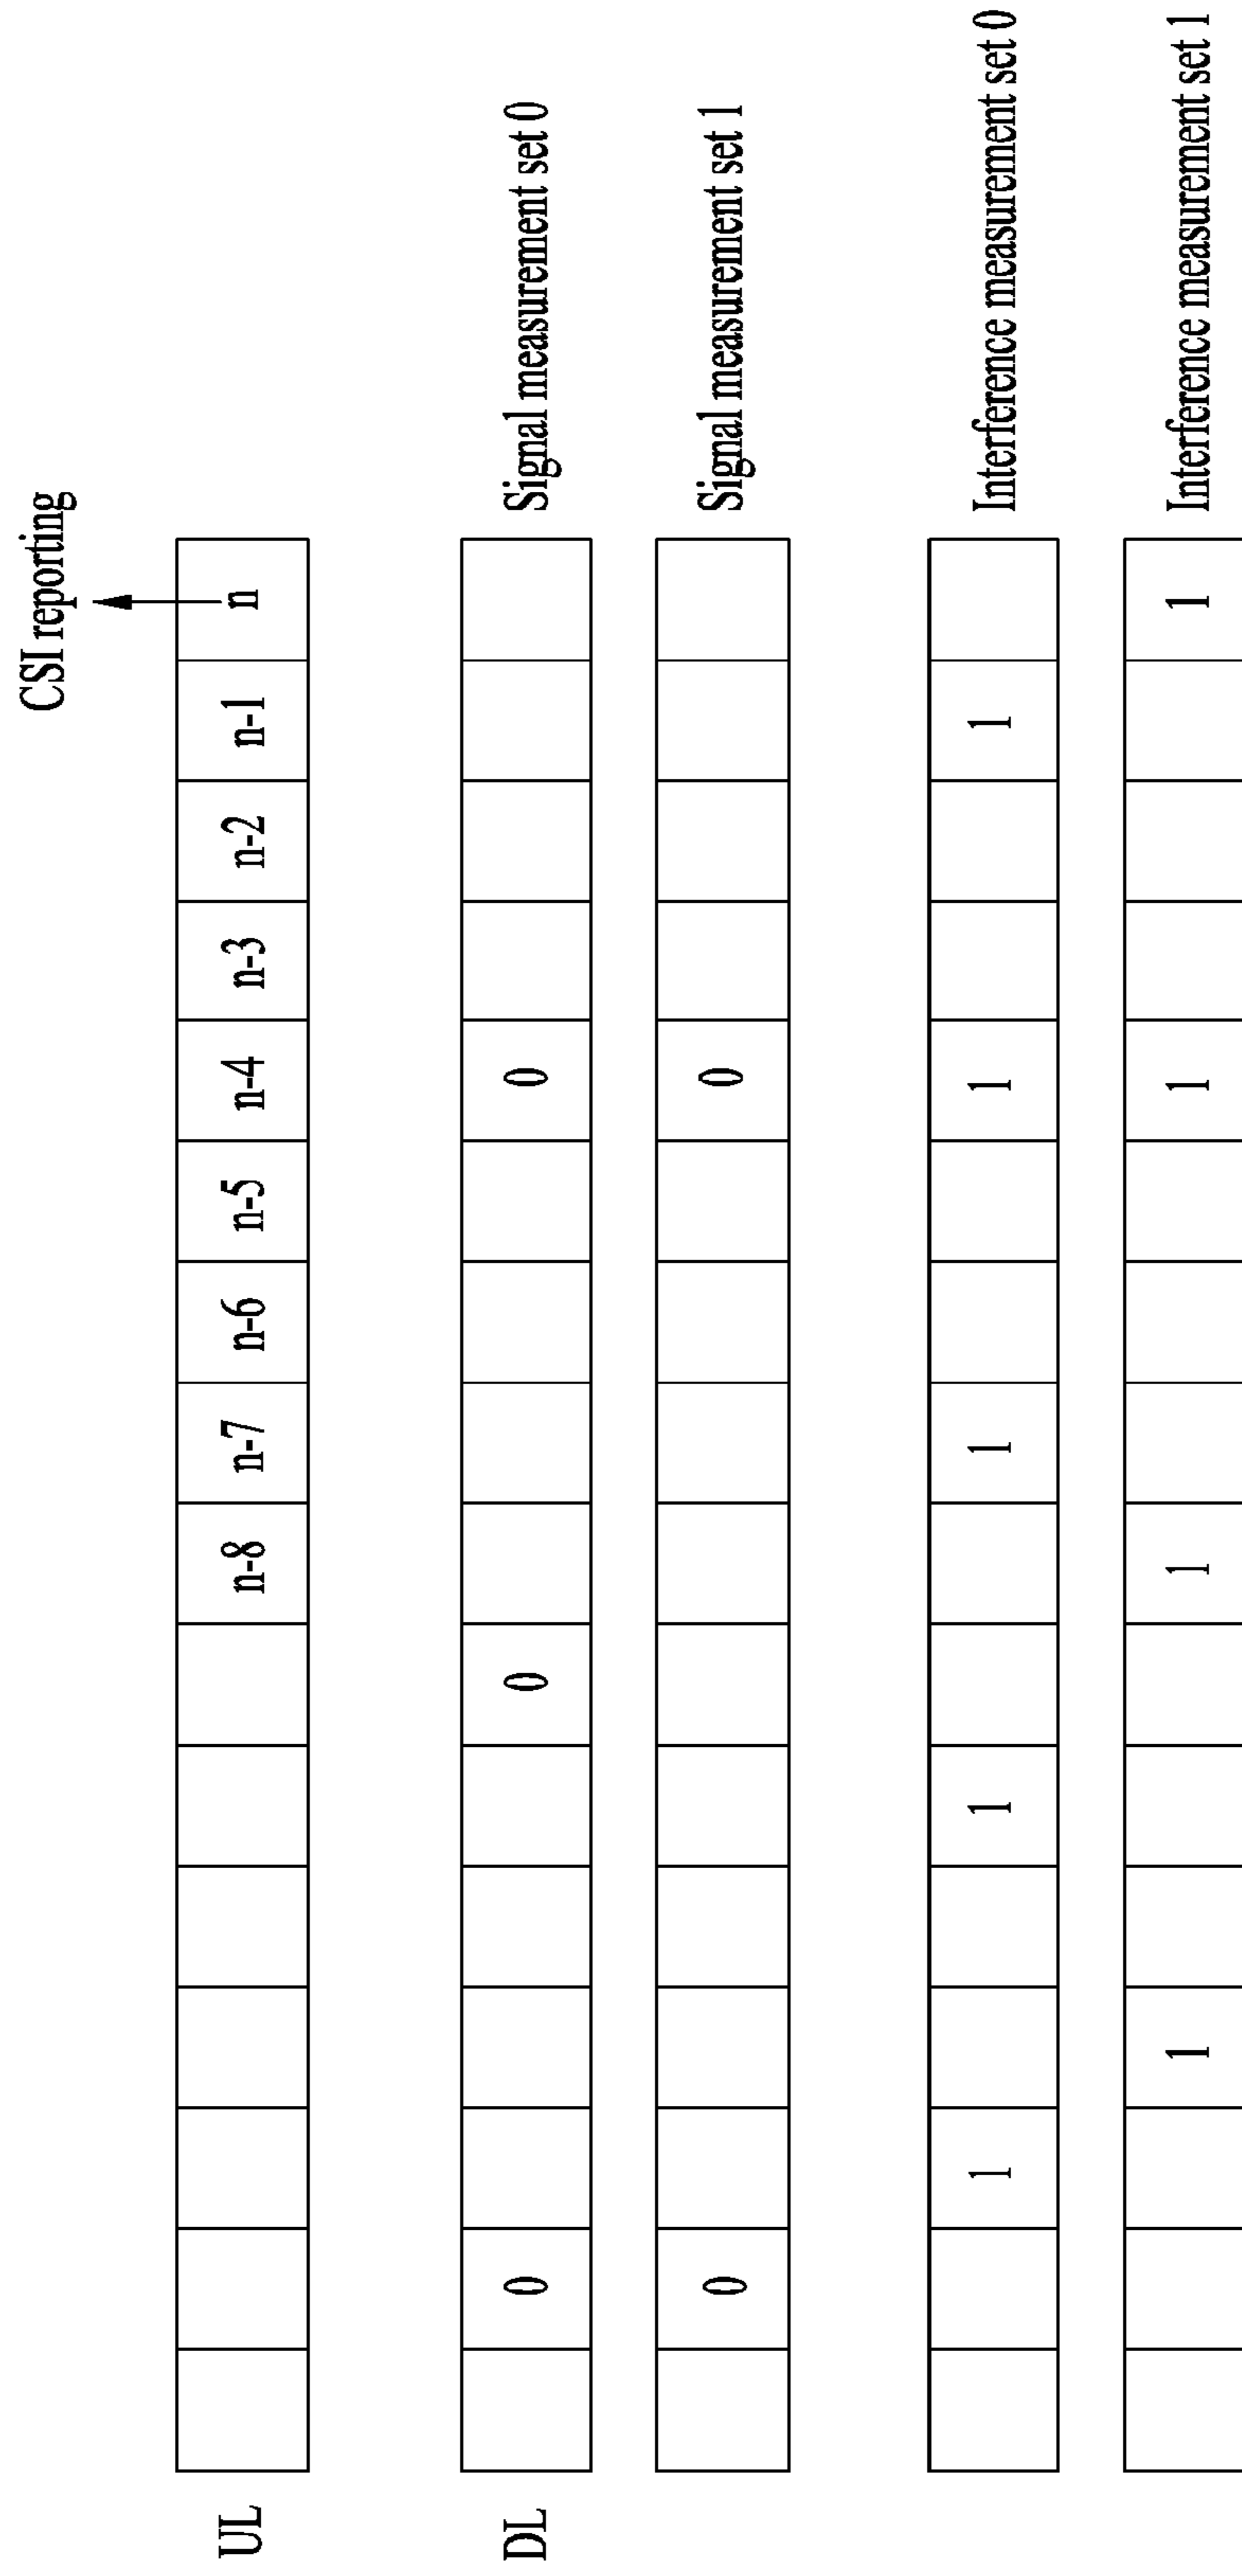 CSI reporting
UL n-8 n-7 n-6 n-5 n-4 n-3 n-2 n-1 n
DL 0 0 0 Signal measurement set 0
0 0 Signal measurement set 1
1 1 1 1 1 Interference measurement set 0
1 1 1 1 Interference measurement set 1